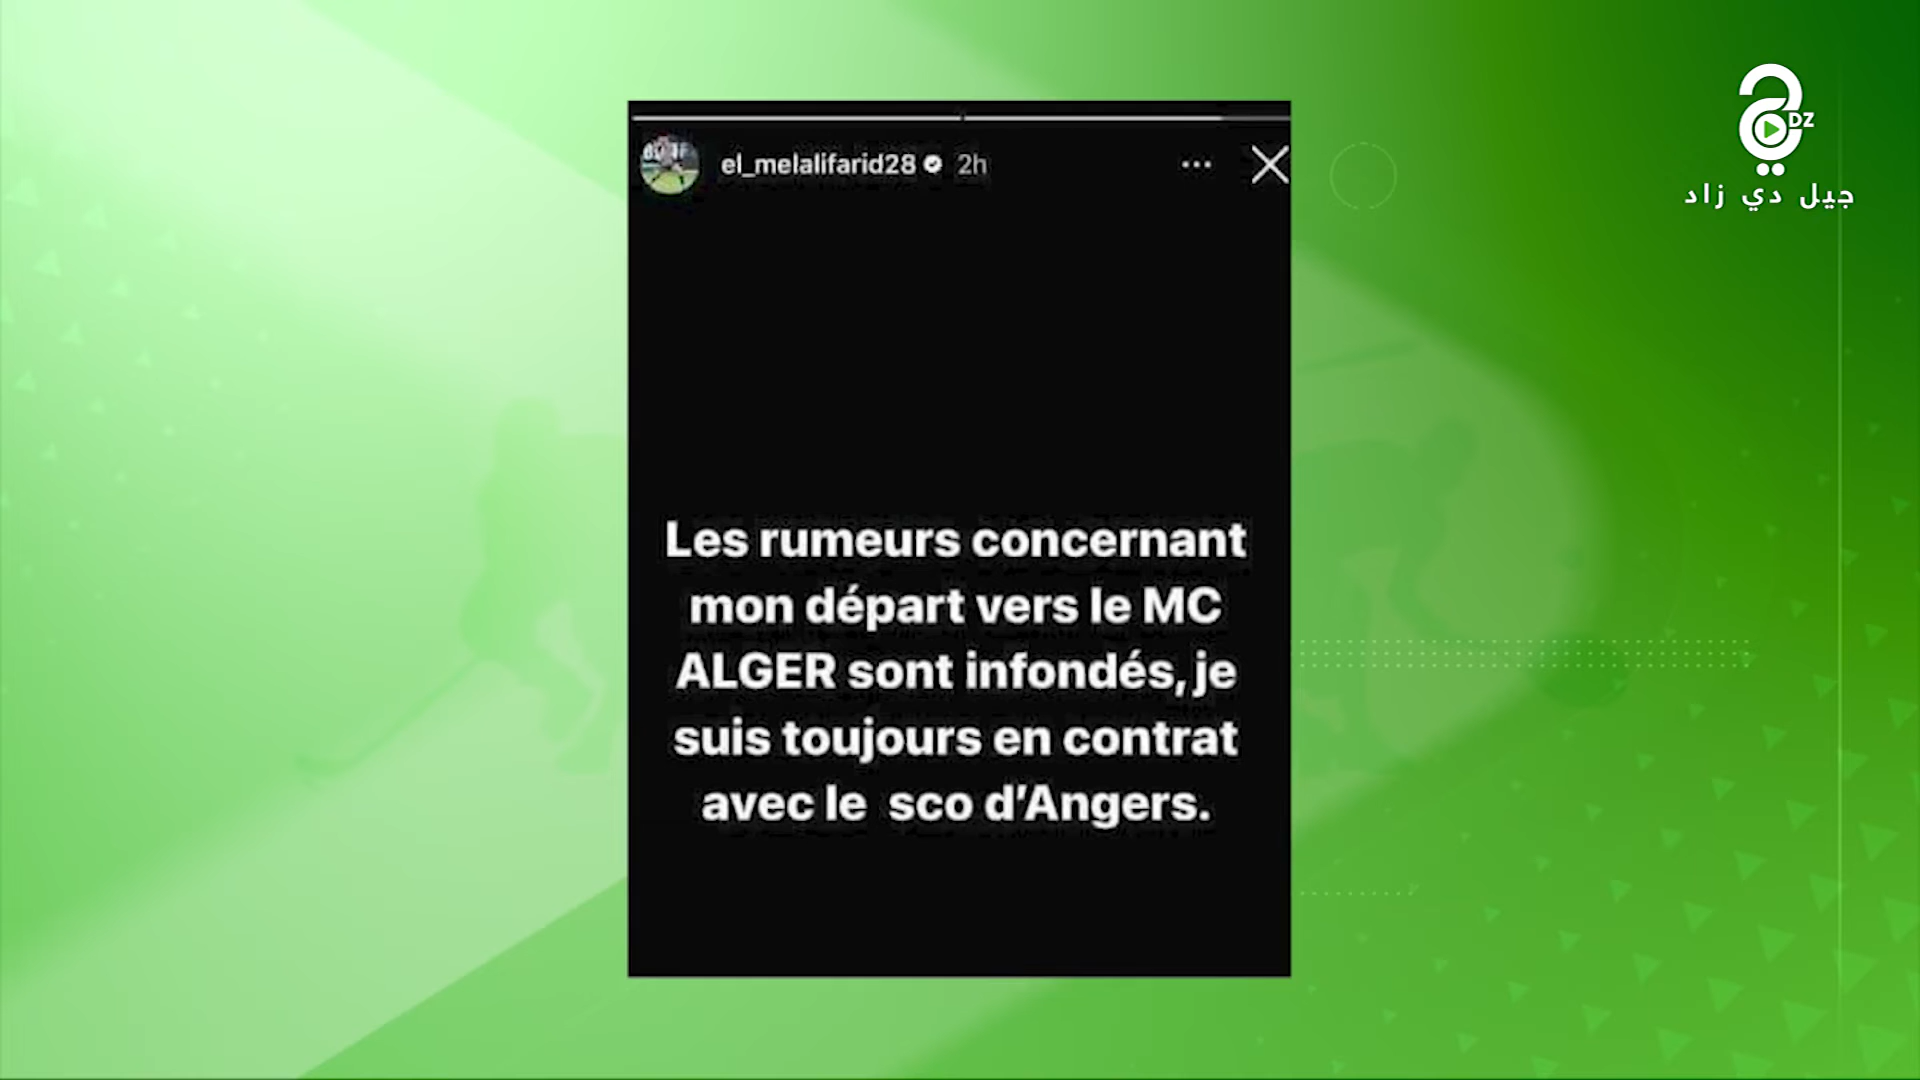 DZ
جيل دي زاد
el_melalifarid28 2h
Les rumeurs concernant
mon départ vers le MC
ALGER sont infondés, je
suis toujours en contrat
avec le sco d’Angers.